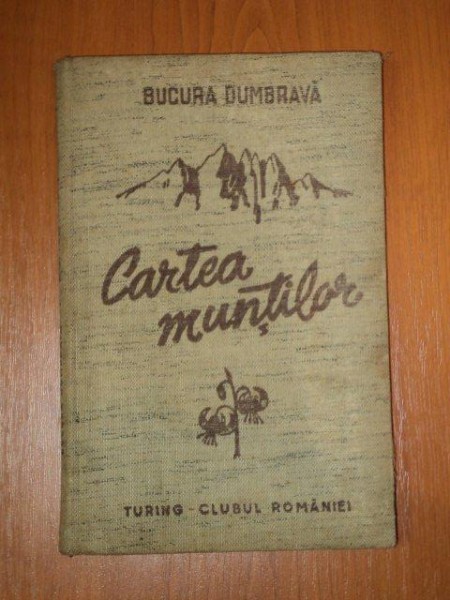 BUCURA DUMBRAVĂ
Cartea
munților
TURING - CLUBUL ROMÂNIEI